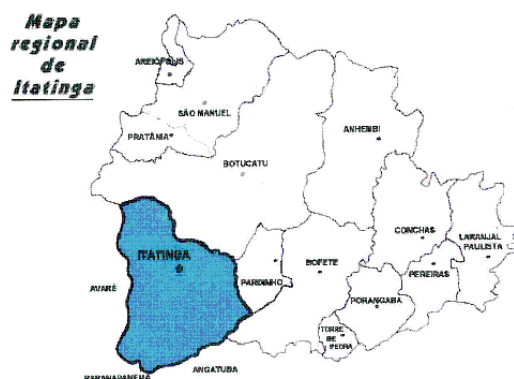 Mapa
regional
de
Itatinga
AREIÓPOLIS
SÃO MANUEL
PRATÂNIA
ANHEMBI
BOTUCATU
CONCHAS
LARANJAL
PAULISTA
ITATINGA
PARDINHO
BOFETE
PEREIRAS
AVARÉ
PORANGABA
TORRE
DE
PEDRA
ANGATUBA
PARANAPANEMA